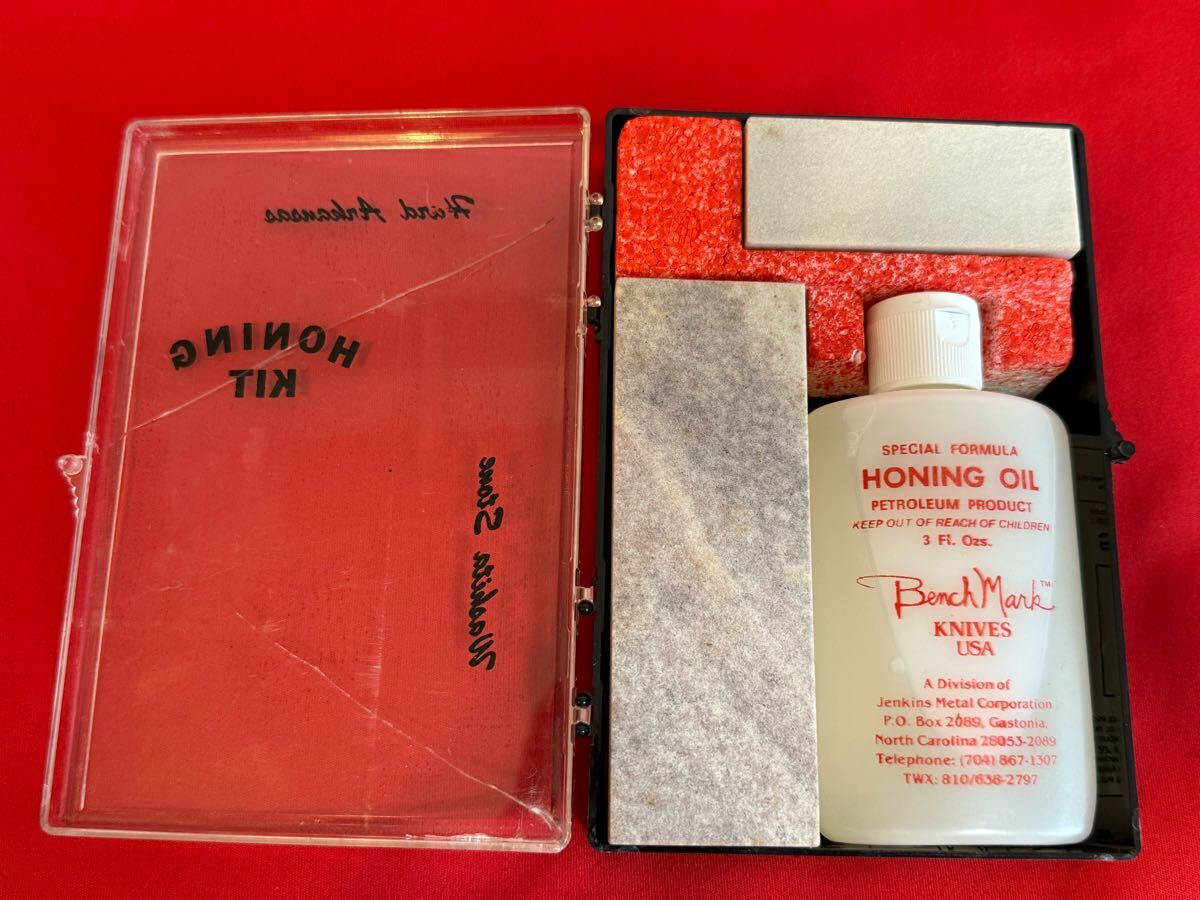 Hard Arkansas
HONING
KIT
Washita Stone
SPECIAL FORMULA
HONING OIL
PETROLEUM PRODUCT
KEEP OUT OF REACH OF CHILDREN
3 Fl. Ozs.
BenchMark™
KNIVES
USA
A Division of
Jenkins Metal Corporation
P.O. Box 2089, Gastonia,
North Carolina 28053-2089
Telephone: (704) 867-1307
TWX: 810/638-2797